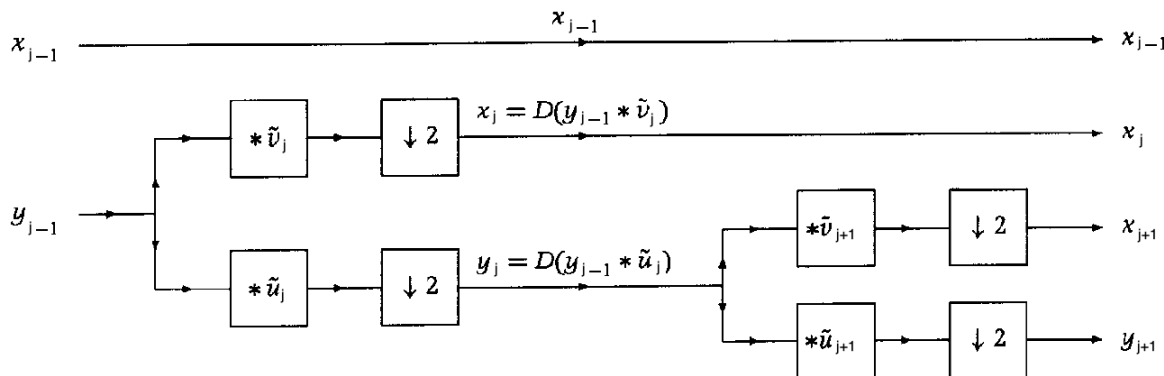 x_{j-1}
x_{j-1} x_{j-1}
* ṽ_j ↓ 2 x_j = D(y_{j-1} * ṽ_j) x_j
y_{j-1}
*ṽ_{j+1} ↓ 2 x_{j+1}
* ũ_j ↓ 2 y_j = D(y_{j-1} * ũ_j)
*ũ_{j+1} ↓ 2 y_{j+1}